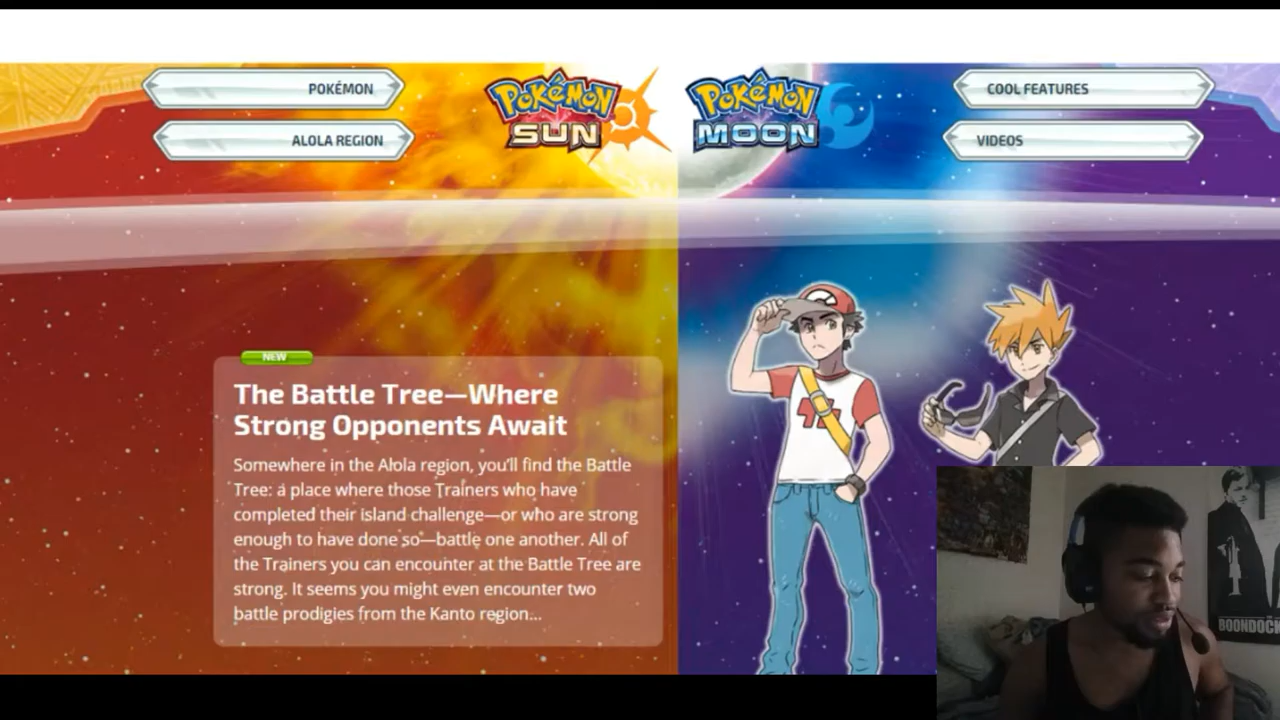 POKÉMON
ALOLA REGION
POKÉMON
SUN
POKÉMON
MOON
COOL FEATURES
VIDEOS
NEW
The Battle Tree—Where
Strong Opponents Await
Somewhere in the Alola region, you'll find the Battle
Tree: a place where those Trainers who have
completed their island challenge—or who are strong
enough to have done so—battle one another. All of
the Trainers you can encounter at the Battle Tree are
strong. It seems you might even encounter two
battle prodigies from the Kanto region...
BOONDOCK